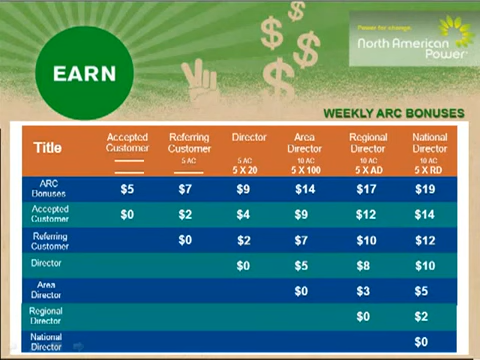 EARN
Power for change
North American
Power
WEEKLY ARC BONUSES
Title
Accepted
Customer
Referring
Customer
5 AC
Director
5 AC
5 X 20
Area
Director
10 AC
5 X 100
Regional
Director
10 AC
5 X AD
National
Director
10 AC
5 X RD
ARC
Bonuses $5 $7 $9 $14 $17 $19
Accepted
Customer $0 $2 $4 $9 $12 $14
Referring
Customer $0 $2 $7 $10 $12
Director $0 $5 $8 $10
Area
Director $0 $3 $5
Regional
Director $0 $2
National
Director $0